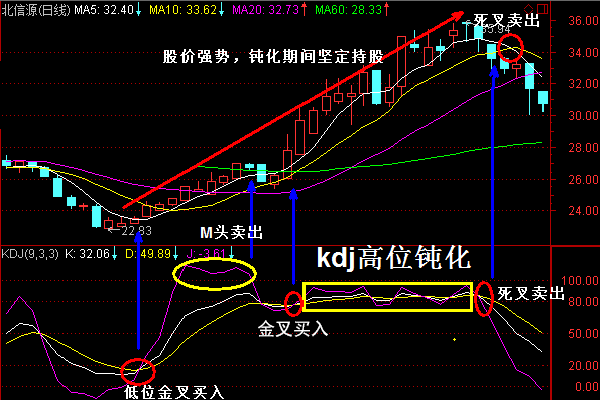 北信源(日线) MA5: 32.40↓ MA10: 33.62↓ MA20: 32.73↑ MA60: 28.33↑
死叉卖出
36.00
35.94
股价强势，钝化期间坚定持股
34.00
32.00
30.00
28.00
26.00
24.00
←22.83
M头卖出
KDJ(9,3,3) K: 32.06↓ D: 49.89↓ J: -3.61↓
kdj高位钝化
100.00
死叉卖出
80.00
金叉买入
50.00
20.00
低位金叉买入
0.00